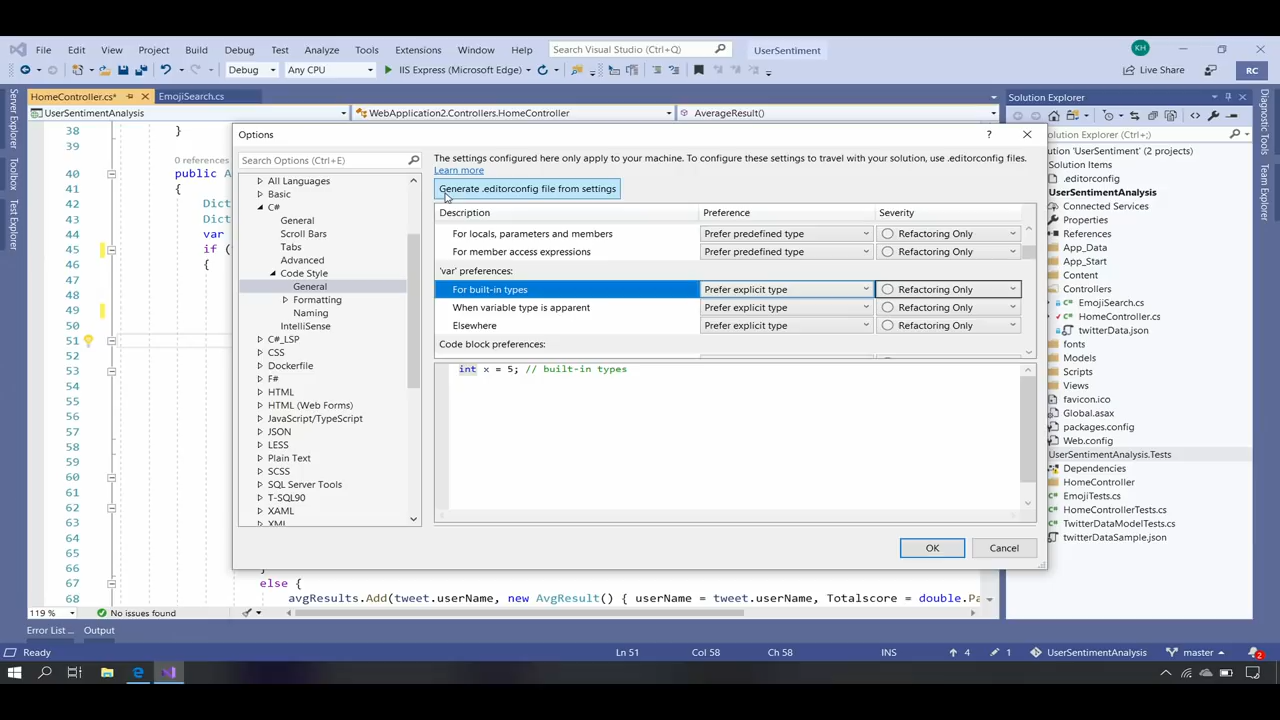 File Edit View Project Build Debug Test Analyze Tools Extensions Window Help Search Visual Studio (Ctrl+Q) UserSentiment KH
Debug Any CPU IIS Express (Microsoft Edge) Live Share RC
HomeController.cs* EmojiSearch.cs
UserSentimentAnalysis WebApplication2.Controllers.HomeController AverageResult()
Server Explorer
Toolbox
Test Explorer
38 }
39
0 references
40 public A
41 {
42 Dict
43 Dict
44 var
45 if (
46 {
47
48
49
50
51
52
53
54
55
56
57
58
59
60
61
62
63
64
65
66
67 else {
68 avgResults.Add(tweet.userName, new AvgResult() { userName = tweet.userName, Totalscore = double.Pa
119 % No issues found
Options
Search Options (Ctrl+E)
All Languages
Basic
C#
General
Scroll Bars
Tabs
Advanced
Code Style
General
Formatting
Naming
IntelliSense
C#_LSP
CSS
Dockerfile
F#
HTML
HTML (Web Forms)
JavaScript/TypeScript
JSON
LESS
Plain Text
SCSS
SQL Server Tools
T-SQL90
XAML
XML
The settings configured here only apply to your machine. To configure these settings to travel with your solution, use .editorconfig files.
Learn more
Generate .editorconfig file from settings
Description Preference Severity
For locals, parameters and members Prefer predefined type Refactoring Only
For member access expressions Prefer predefined type Refactoring Only
'var' preferences:
For built-in types Prefer explicit type Refactoring Only
When variable type is apparent Prefer explicit type Refactoring Only
Elsewhere Prefer explicit type Refactoring Only
Code block preferences:
int x = 5; // built-in types
OK Cancel
Solution Explorer
Explorer (Ctrl+;)
'UserSentiment' (2 projects)
Solution Items
.editorconfig
UserSentimentAnalysis
Connected Services
Properties
References
App_Data
App_Start
Content
Controllers
EmojiSearch.cs
HomeController.cs
twitterData.json
fonts
Models
Scripts
Views
favicon.ico
Global.asax
packages.config
Web.config
UserSentimentAnalysis.Tests
Dependencies
HomeController
EmojiTests.cs
HomeControllerTests.cs
TwitterDataModelTests.cs
twitterDataSample.json
Diagnostic Tools
Team Explorer
Error List ... Output
Ready Ln 51 Col 58 Ch 58 INS 4 1 UserSentimentAnalysis master 2